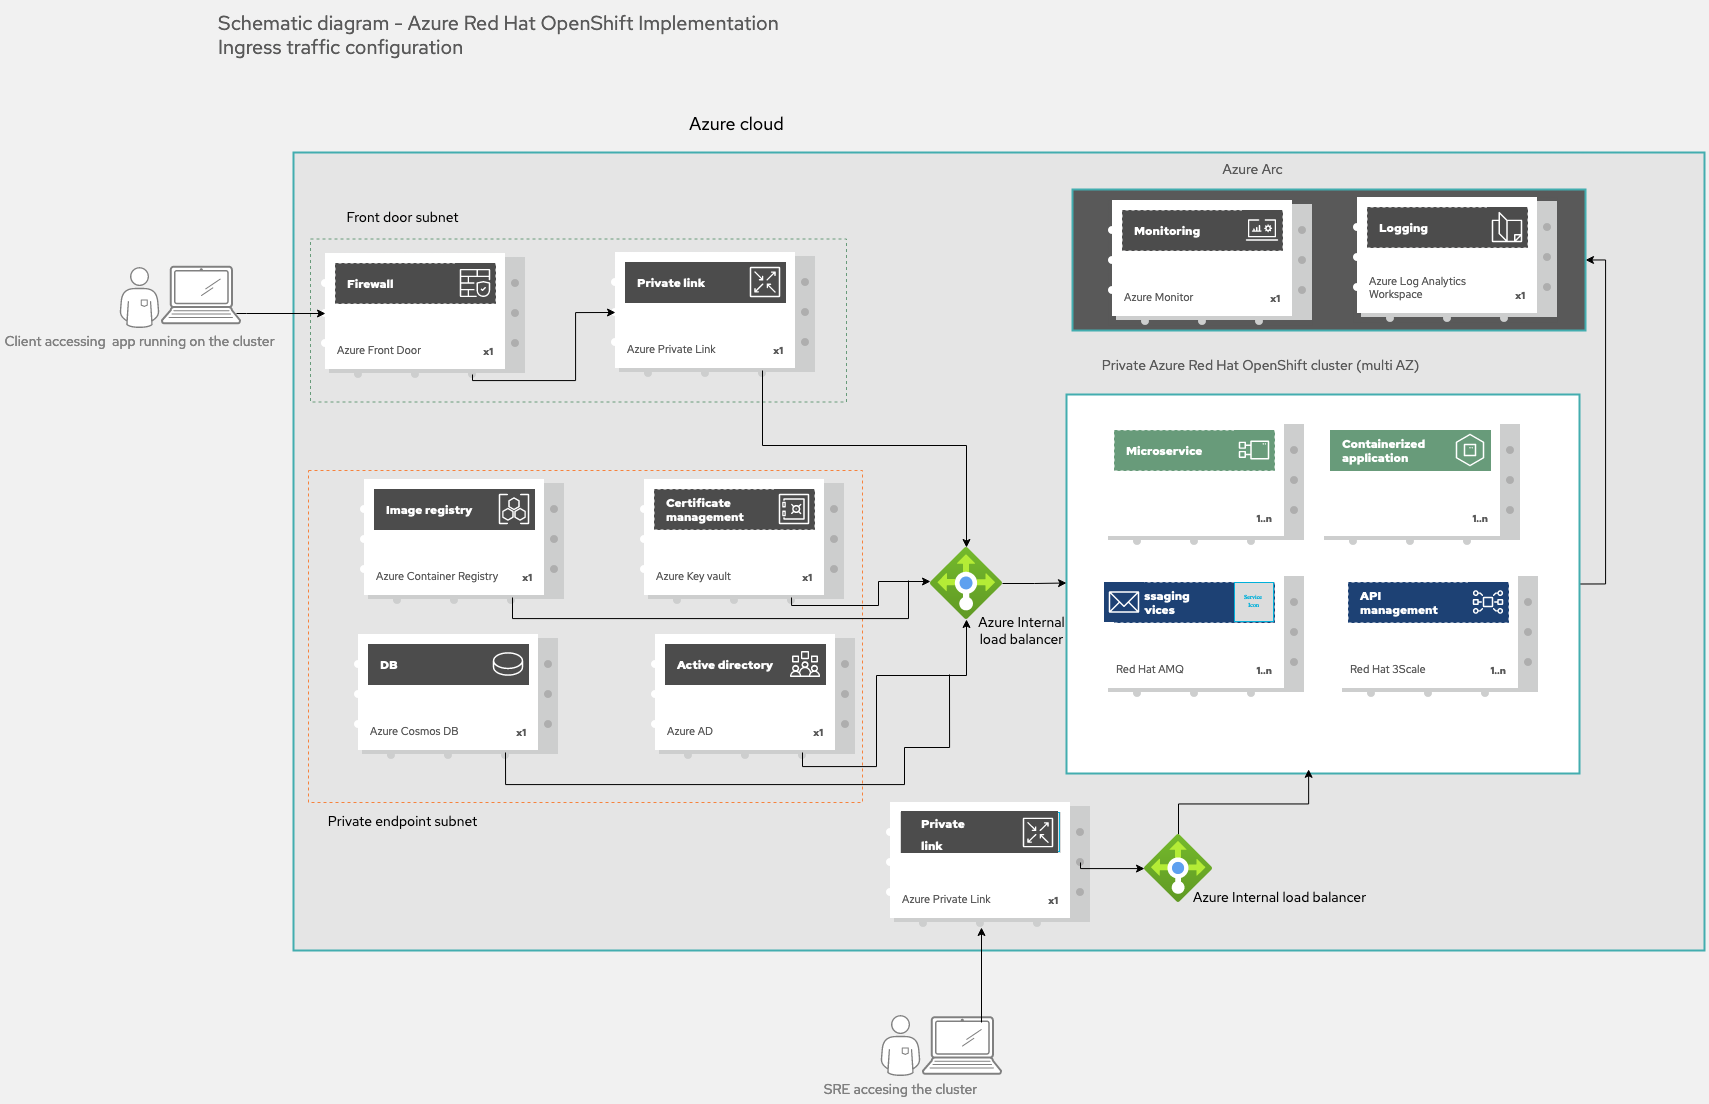 Schematic diagram - Azure Red Hat OpenShift Implementation
Ingress traffic configuration
Azure cloud
Azure Arc
Monitoring
Azure Monitor
x1
Logging
Azure Log Analytics
Workspace
x1
Front door subnet
Firewall
Azure Front Door
x1
Private link
Azure Private Link
x1
Client accessing app running on the cluster
Private Azure Red Hat OpenShift cluster (multi AZ)
Microservice
1..n
Containerized
application
1..n
ssaging
vices
Service
Icon
Red Hat AMQ
1..n
API
management
Red Hat 3Scale
1..n
Image registry
Azure Container Registry
x1
Certificate
management
Azure Key vault
x1
DB
Azure Cosmos DB
x1
Active directory
Azure AD
x1
Private endpoint subnet
Azure Internal
load balancer
Private
link
Azure Private Link
x1
Azure Internal load balancer
SRE accesing the cluster